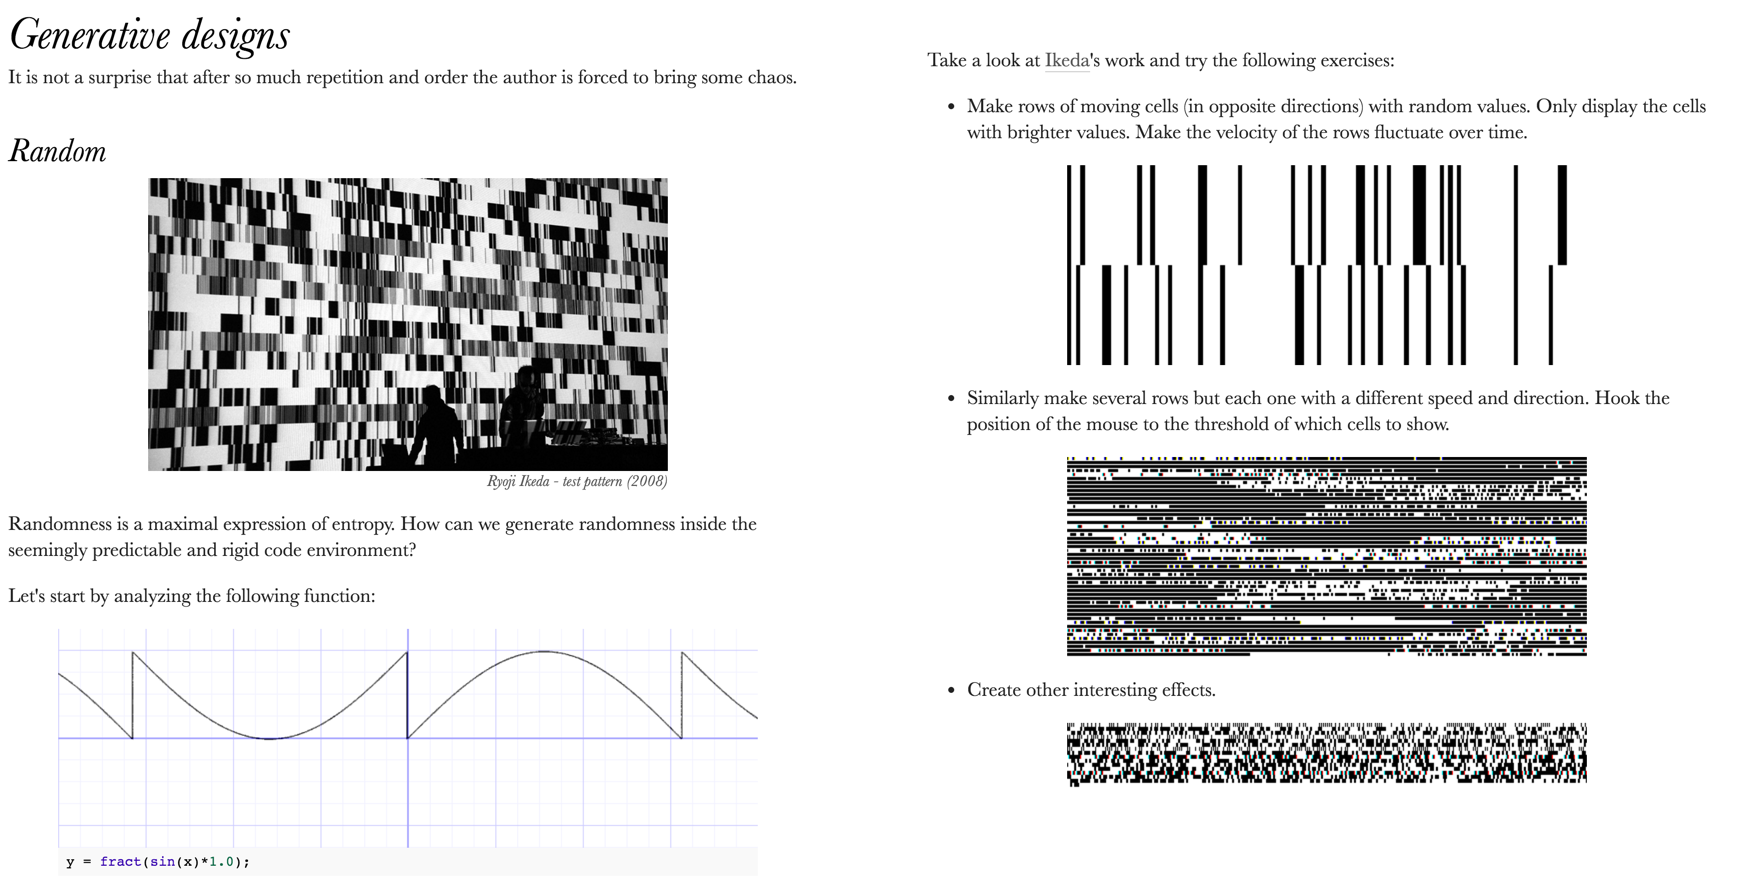 Generative designs
It is not a surprise that after so much repetition and order the author is forced to bring some chaos.
Random
Ryoji Ikeda - test pattern (2008)
Randomness is a maximal expression of entropy. How can we generate randomness inside the
seemingly predictable and rigid code environment?
Let's start by analyzing the following function:
y = fract(sin(x)*1.0);
Take a look at Ikeda's work and try the following exercises:
• Make rows of moving cells (in opposite directions) with random values. Only display the cells
with brighter values. Make the velocity of the rows fluctuate over time.
• Similarly make several rows but each one with a different speed and direction. Hook the
position of the mouse to the threshold of which cells to show.
• Create other interesting effects.